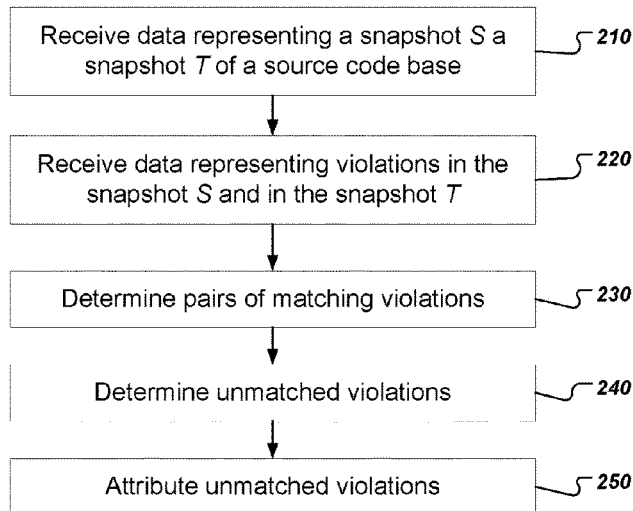 Receive data representing a snapshot S a
snapshot T of a source code base
210
Receive data representing violations in the
snapshot S and in the snapshot T
220
Determine pairs of matching violations
230
Determine unmatched violations
240
Attribute unmatched violations
250